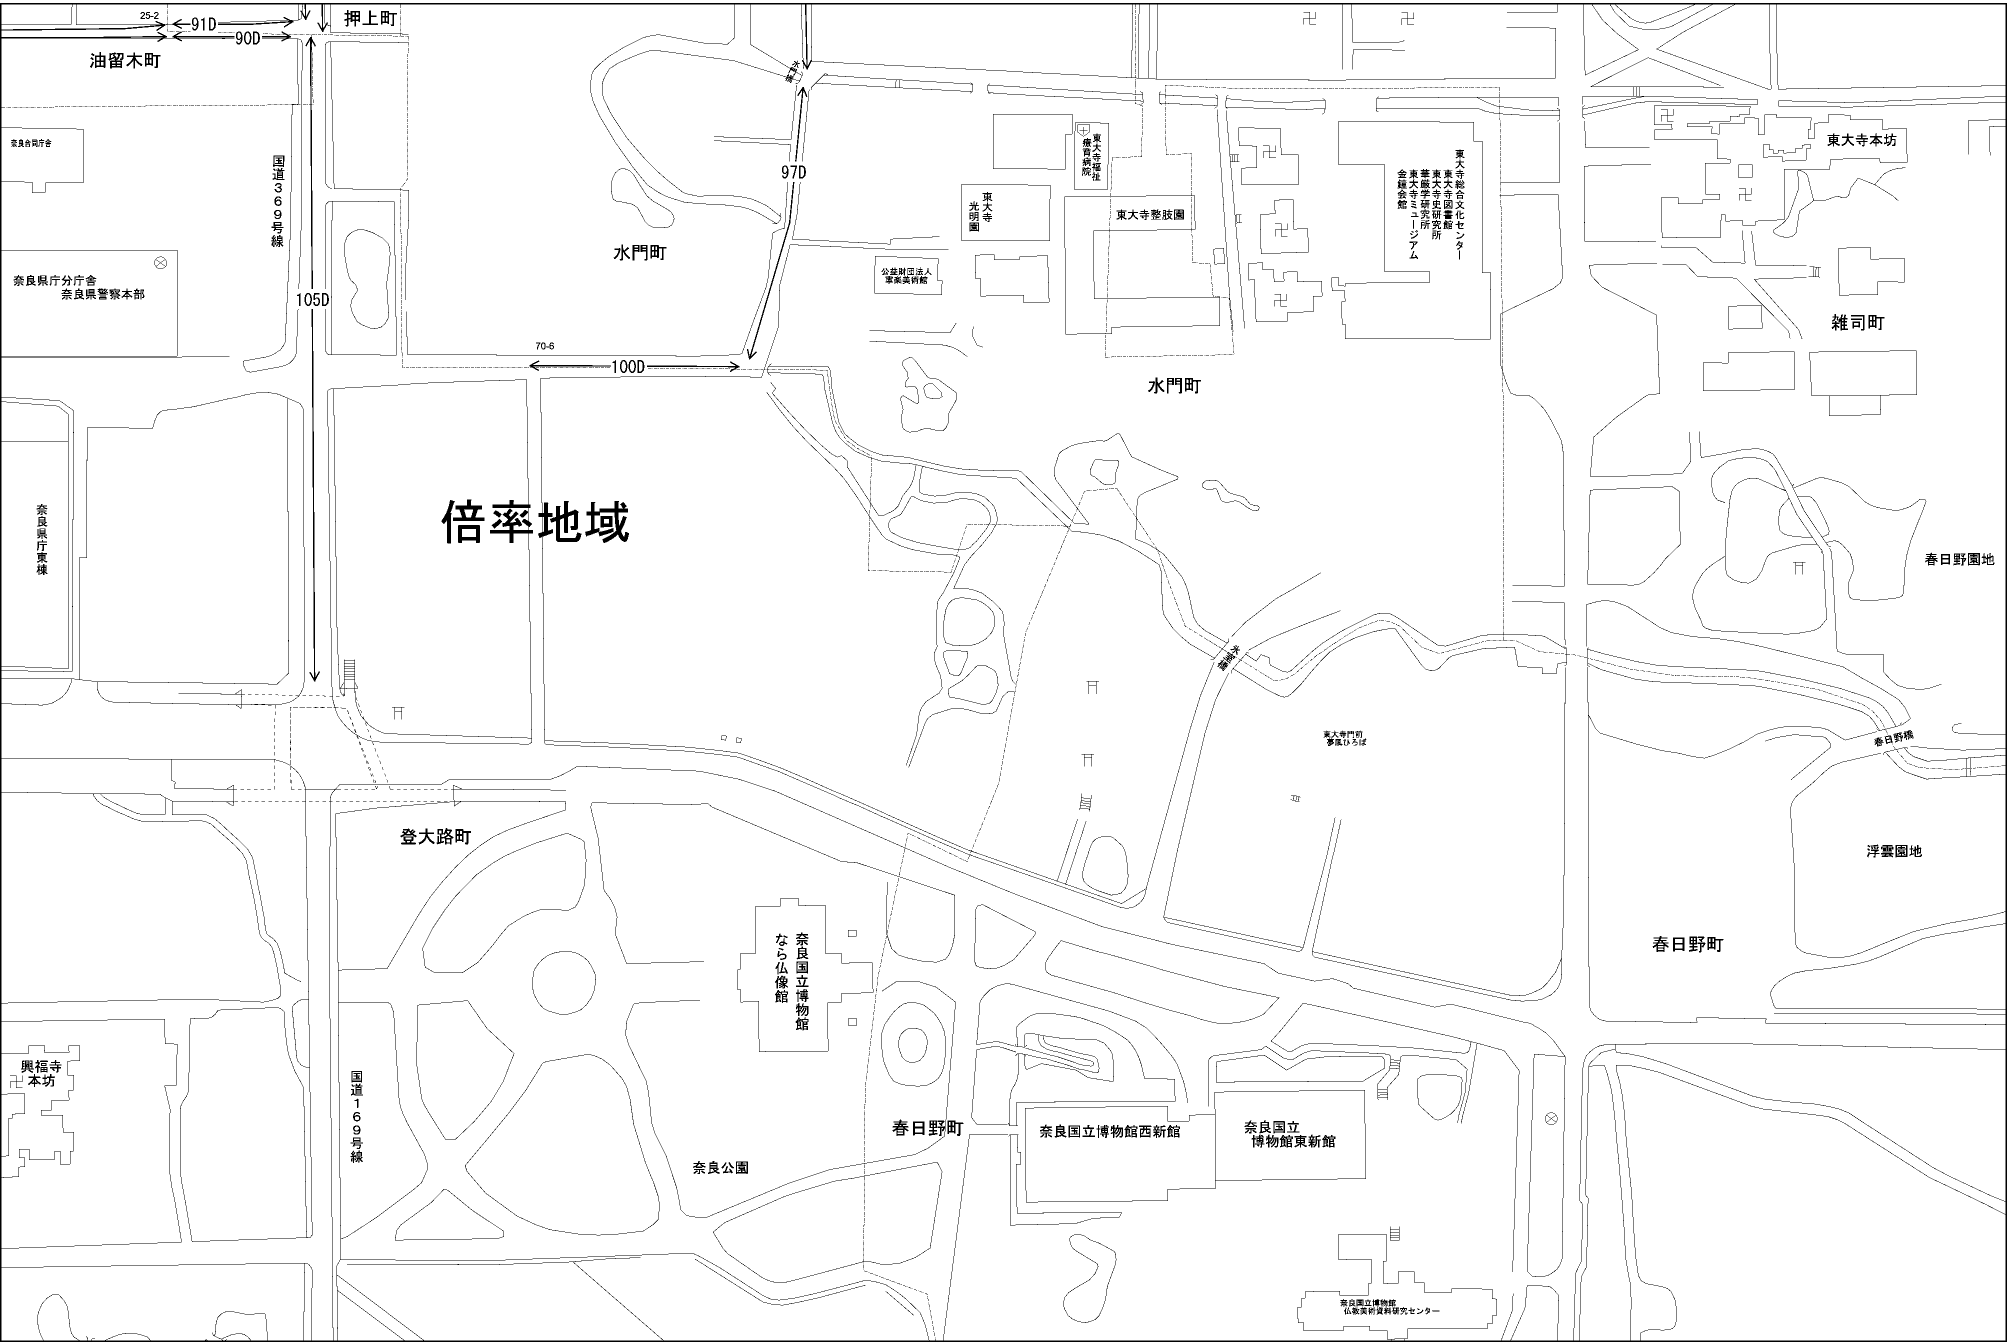 25-2
91D
90D
押上町
油留木町
水門橋
奈良合同庁舎
国道369号線
97D
東大寺福祉
療育病院
東大寺
光明園
東大寺整肢園
東大寺総合文化センター
東大寺図書館
東大寺史研究所
華厳学研究所
東大寺ミュージアム
金鐘会館
東大寺本坊
水門町
奈良県庁分庁舎
奈良県警察本部
105D
公益財団法人
寧楽美術館
雑司町
70-6
100D
水門町
倍率地域
奈良県庁東棟
春日野園地
氷室橋
東大寺門前
夢風ひろば
春日野橋
登大路町
浮雲園地
奈良国立博物館
なら仏像館
春日野町
興福寺
本坊
国道169号線
春日野町
奈良国立博物館西新館
奈良国立
博物館東新館
奈良公園
奈良国立博物館
仏教美術資料研究センター